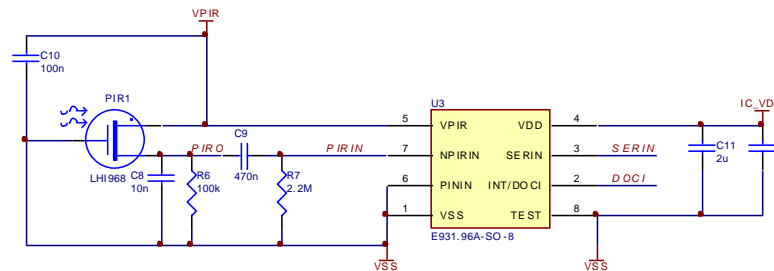 VPIR
C10
100n
PIR1
LHI968
C8
10n
PIRO
R6
100k
C9
470n
PIRIN
R7
2.2M
U3
5 VPIR VDD 4
7 NPIRIN SERIN 3 SERIN
6 PININ INT/DOCI 2 DOCI
1 VSS TEST 8
E931.96A-SO-8
C11
2u
IC_VD
VSS
VSS